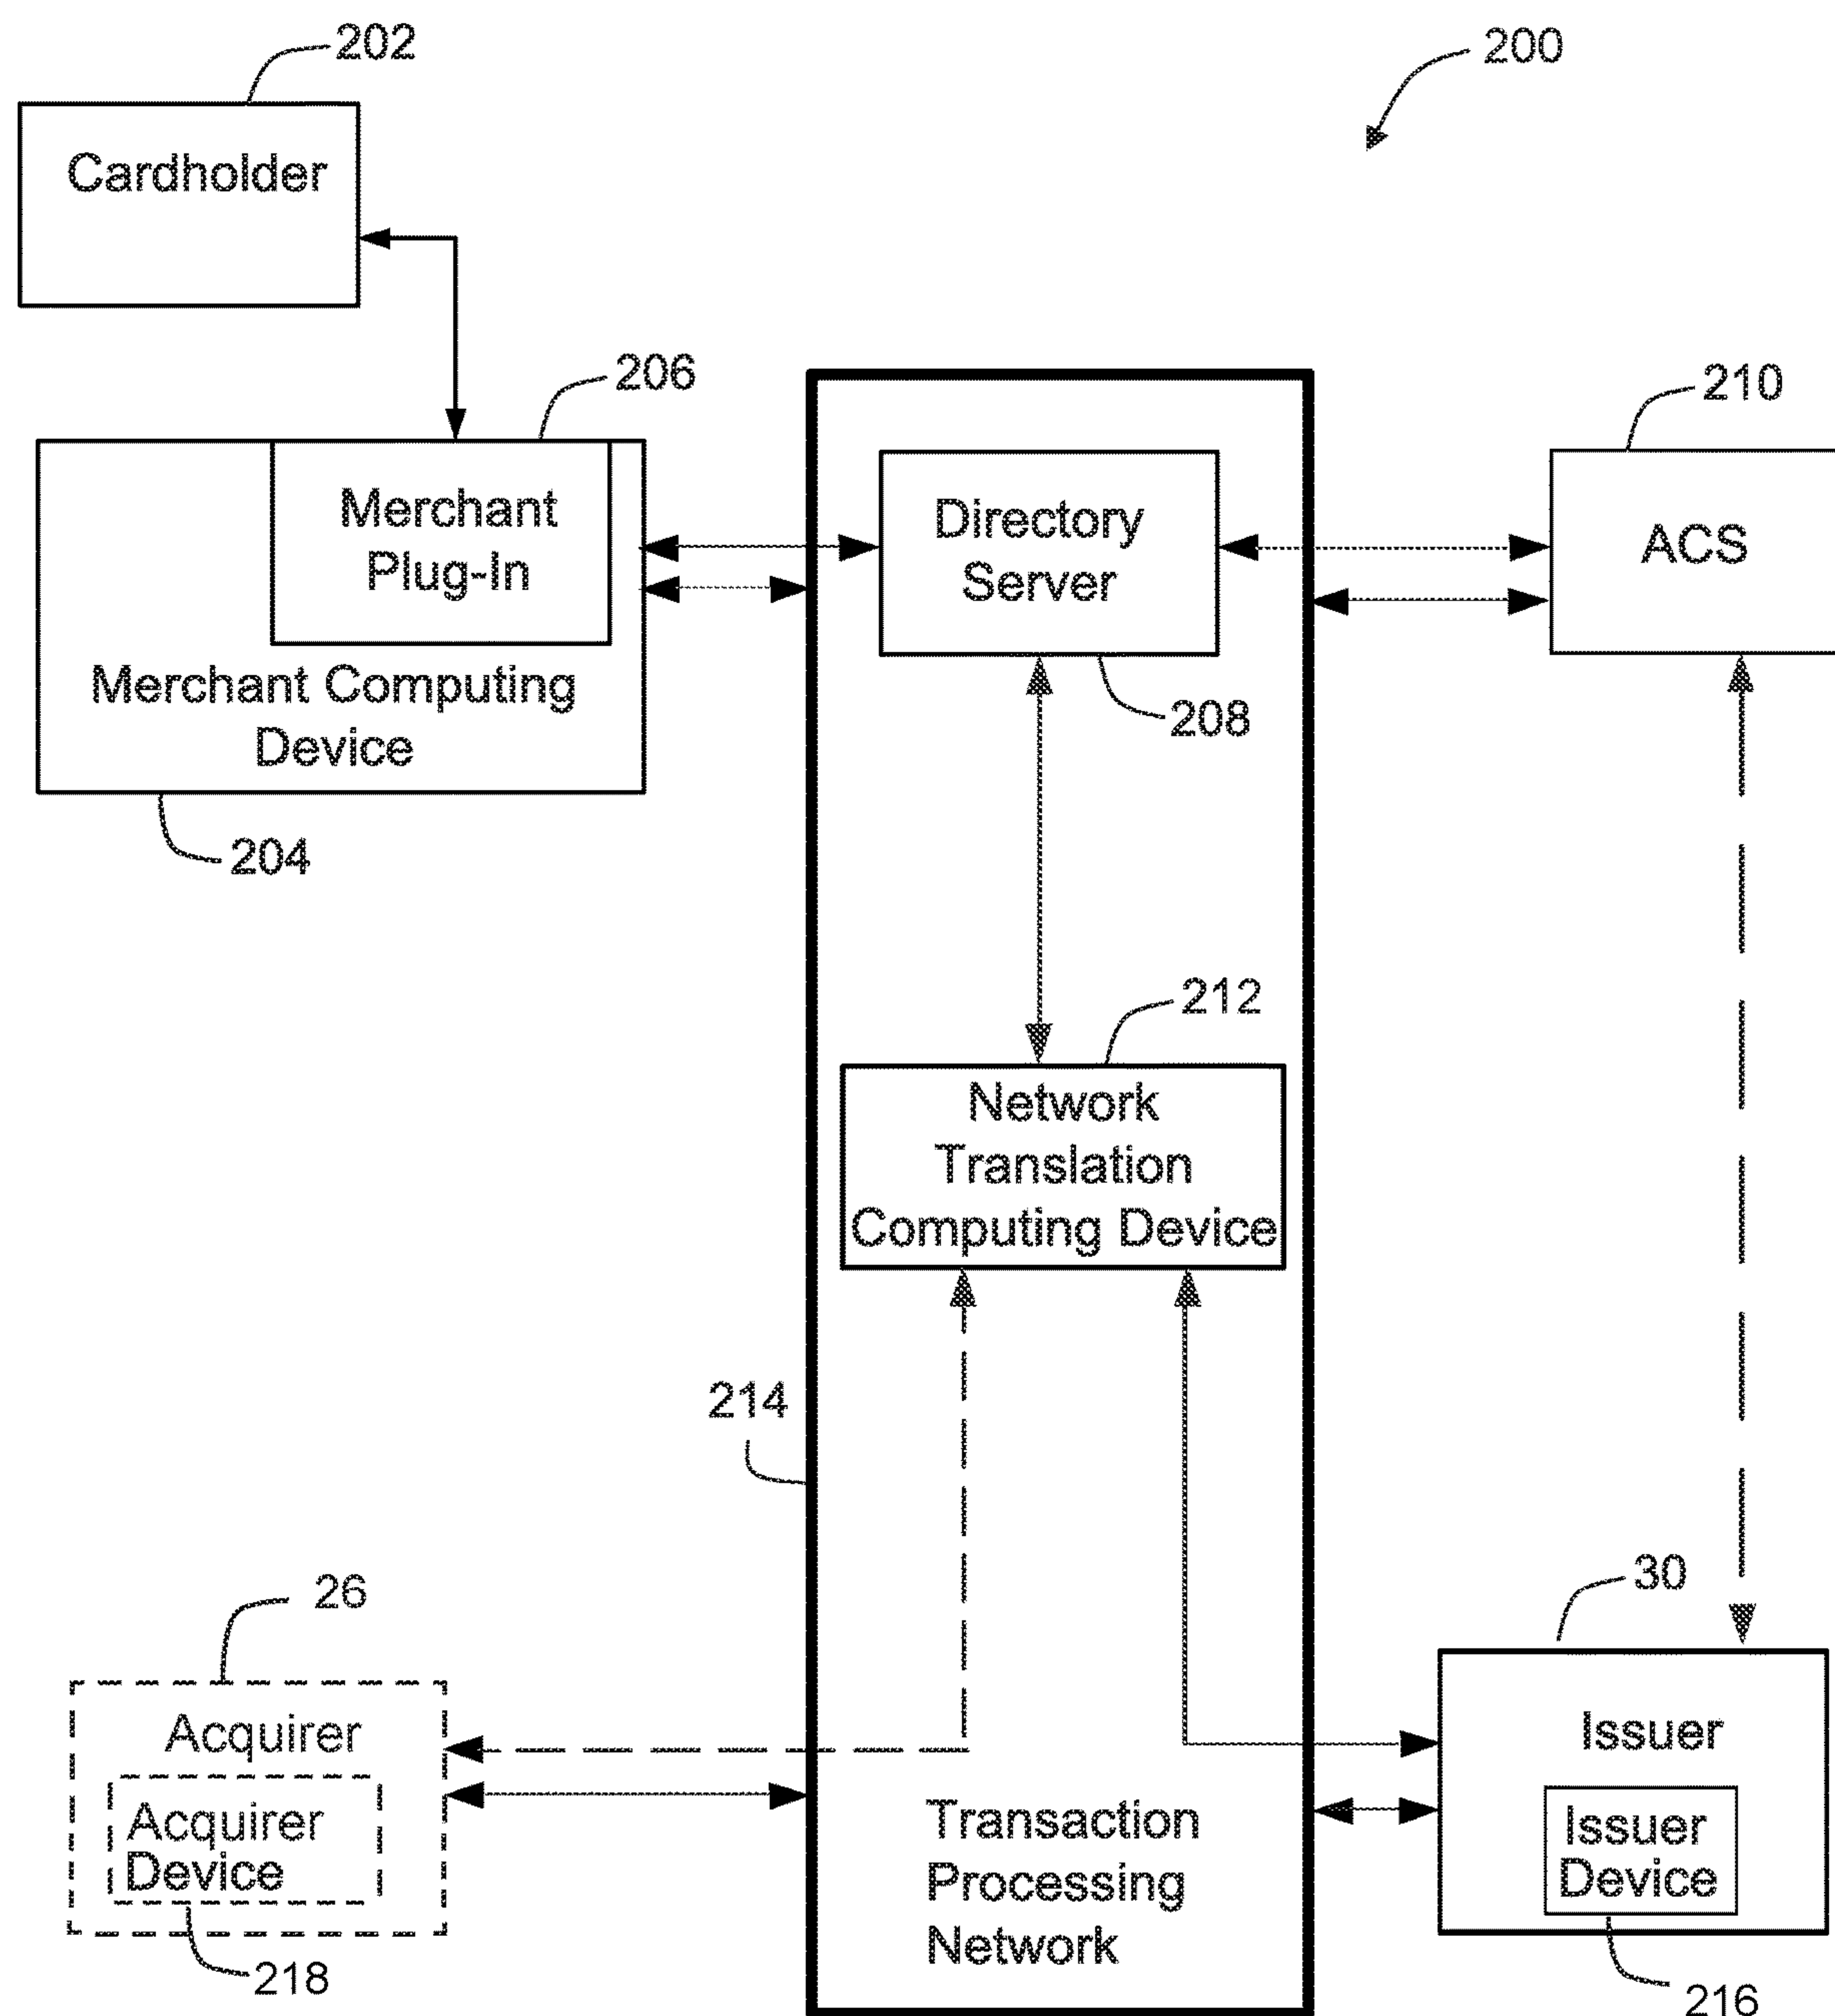 202
200
Cardholder
206
210
Merchant
Plug-In
Directory
Server
ACS
Merchant Computing
Device
208
204
212
Network
Translation
Computing Device
214
26
30
Acquirer
Issuer
Acquirer
Device
Transaction
Processing
Network
Issuer
Device
218
216